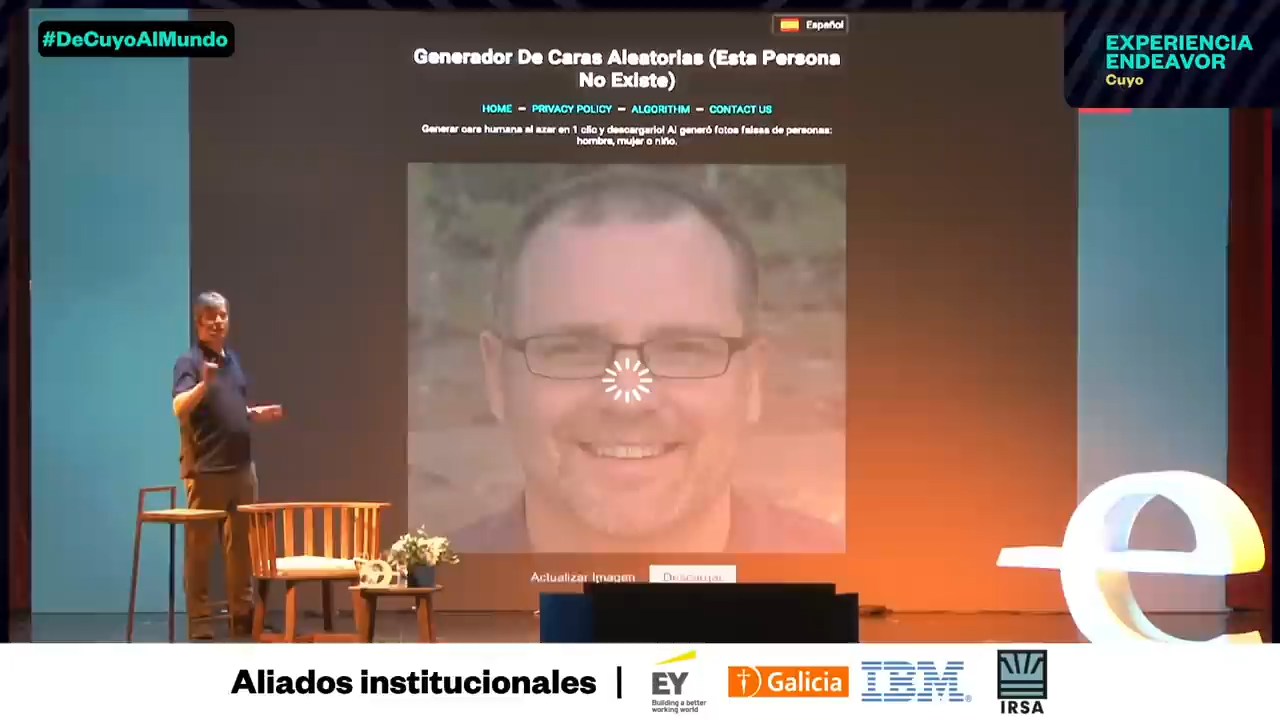 #DeCuyoAlMundo
Español
EXPERIENCIA
ENDEAVOR
Cuyo
Generador De Caras Aleatorias (Esta Persona
No Existe)
HOME – PRIVACY POLICY – ALGORITHM – CONTACT US
Generar cara humana al azar en 1 clic y descargarlo! AI generó fotos falsas de personas:
hombre, mujer o niño.
Actualizar Imagen
Descargar
e
Aliados institucionales |
EY
Building a better
working world
Galicia
IBM®
IRSA